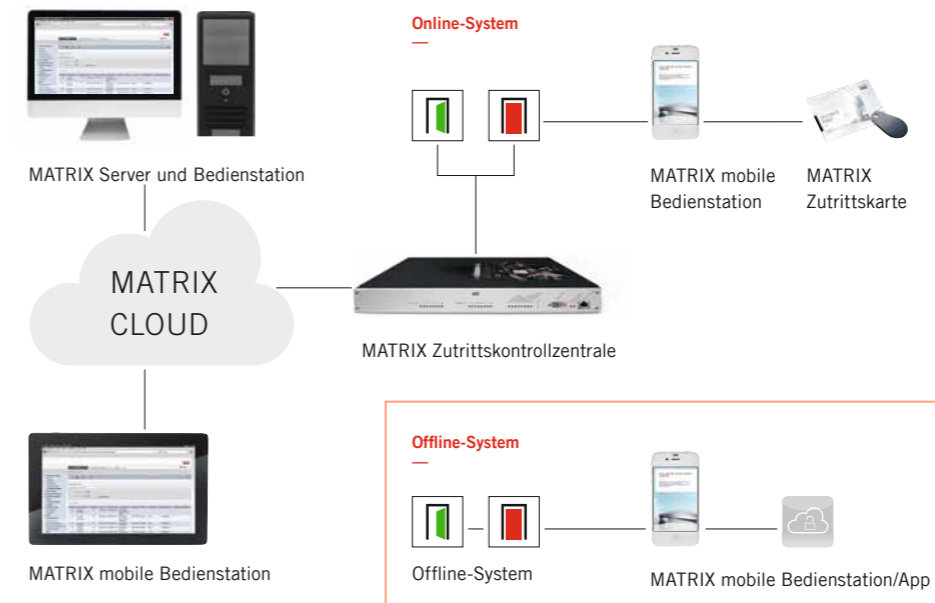 Online-System
MATRIX Server und Bedienstation
MATRIX mobile
Bedienstation
MATRIX
Zutrittskarte
MATRIX
CLOUD
MATRIX Zutrittskontrollzentrale
Offline-System
Offline-System
MATRIX mobile Bedienstation
MATRIX mobile Bedienstation/App